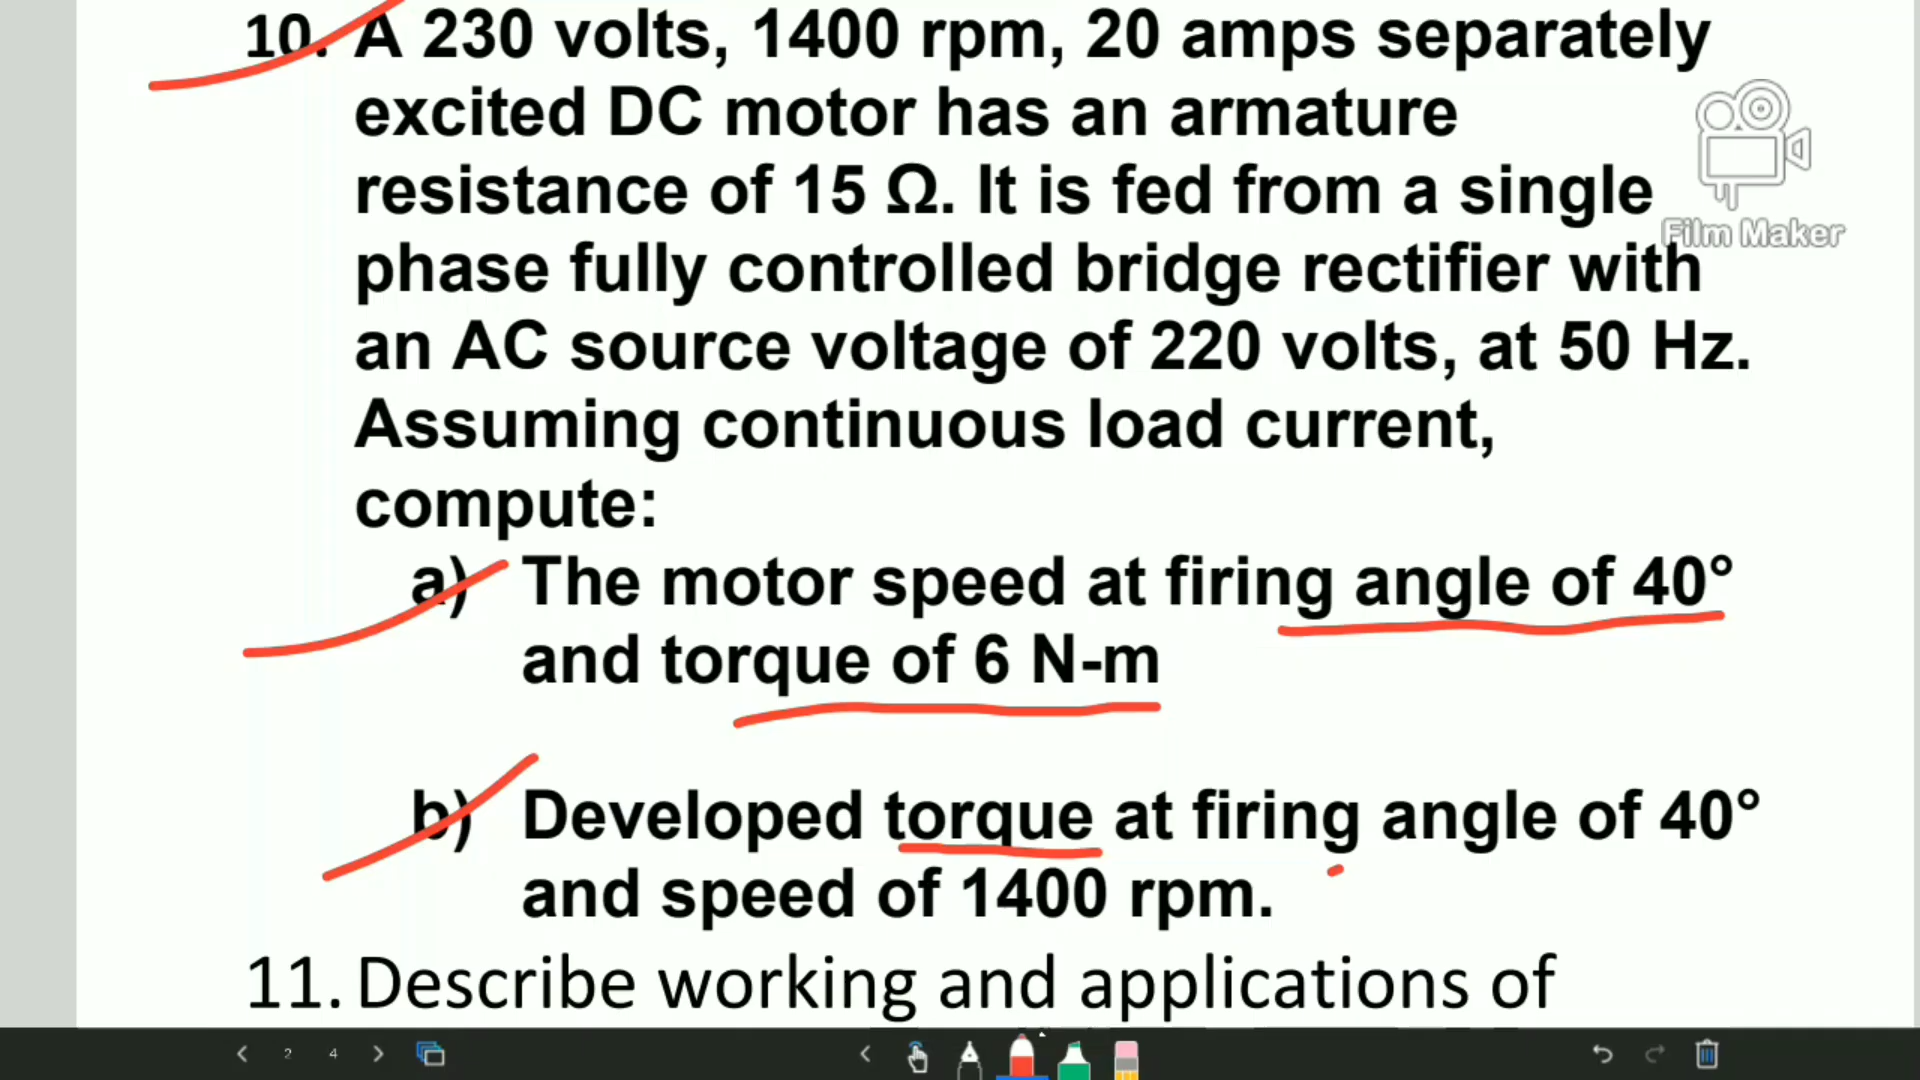 10. A 230 volts, 1400 rpm, 20 amps separately
excited DC motor has an armature
resistance of 15 Ω. It is fed from a single
Film Maker
phase fully controlled bridge rectifier with
an AC source voltage of 220 volts, at 50 Hz.
Assuming continuous load current,
compute:
a) The motor speed at firing angle of 40°
and torque of 6 N-m
b) Developed torque at firing angle of 40°
and speed of 1400 rpm.
11. Describe working and applications of
2 4